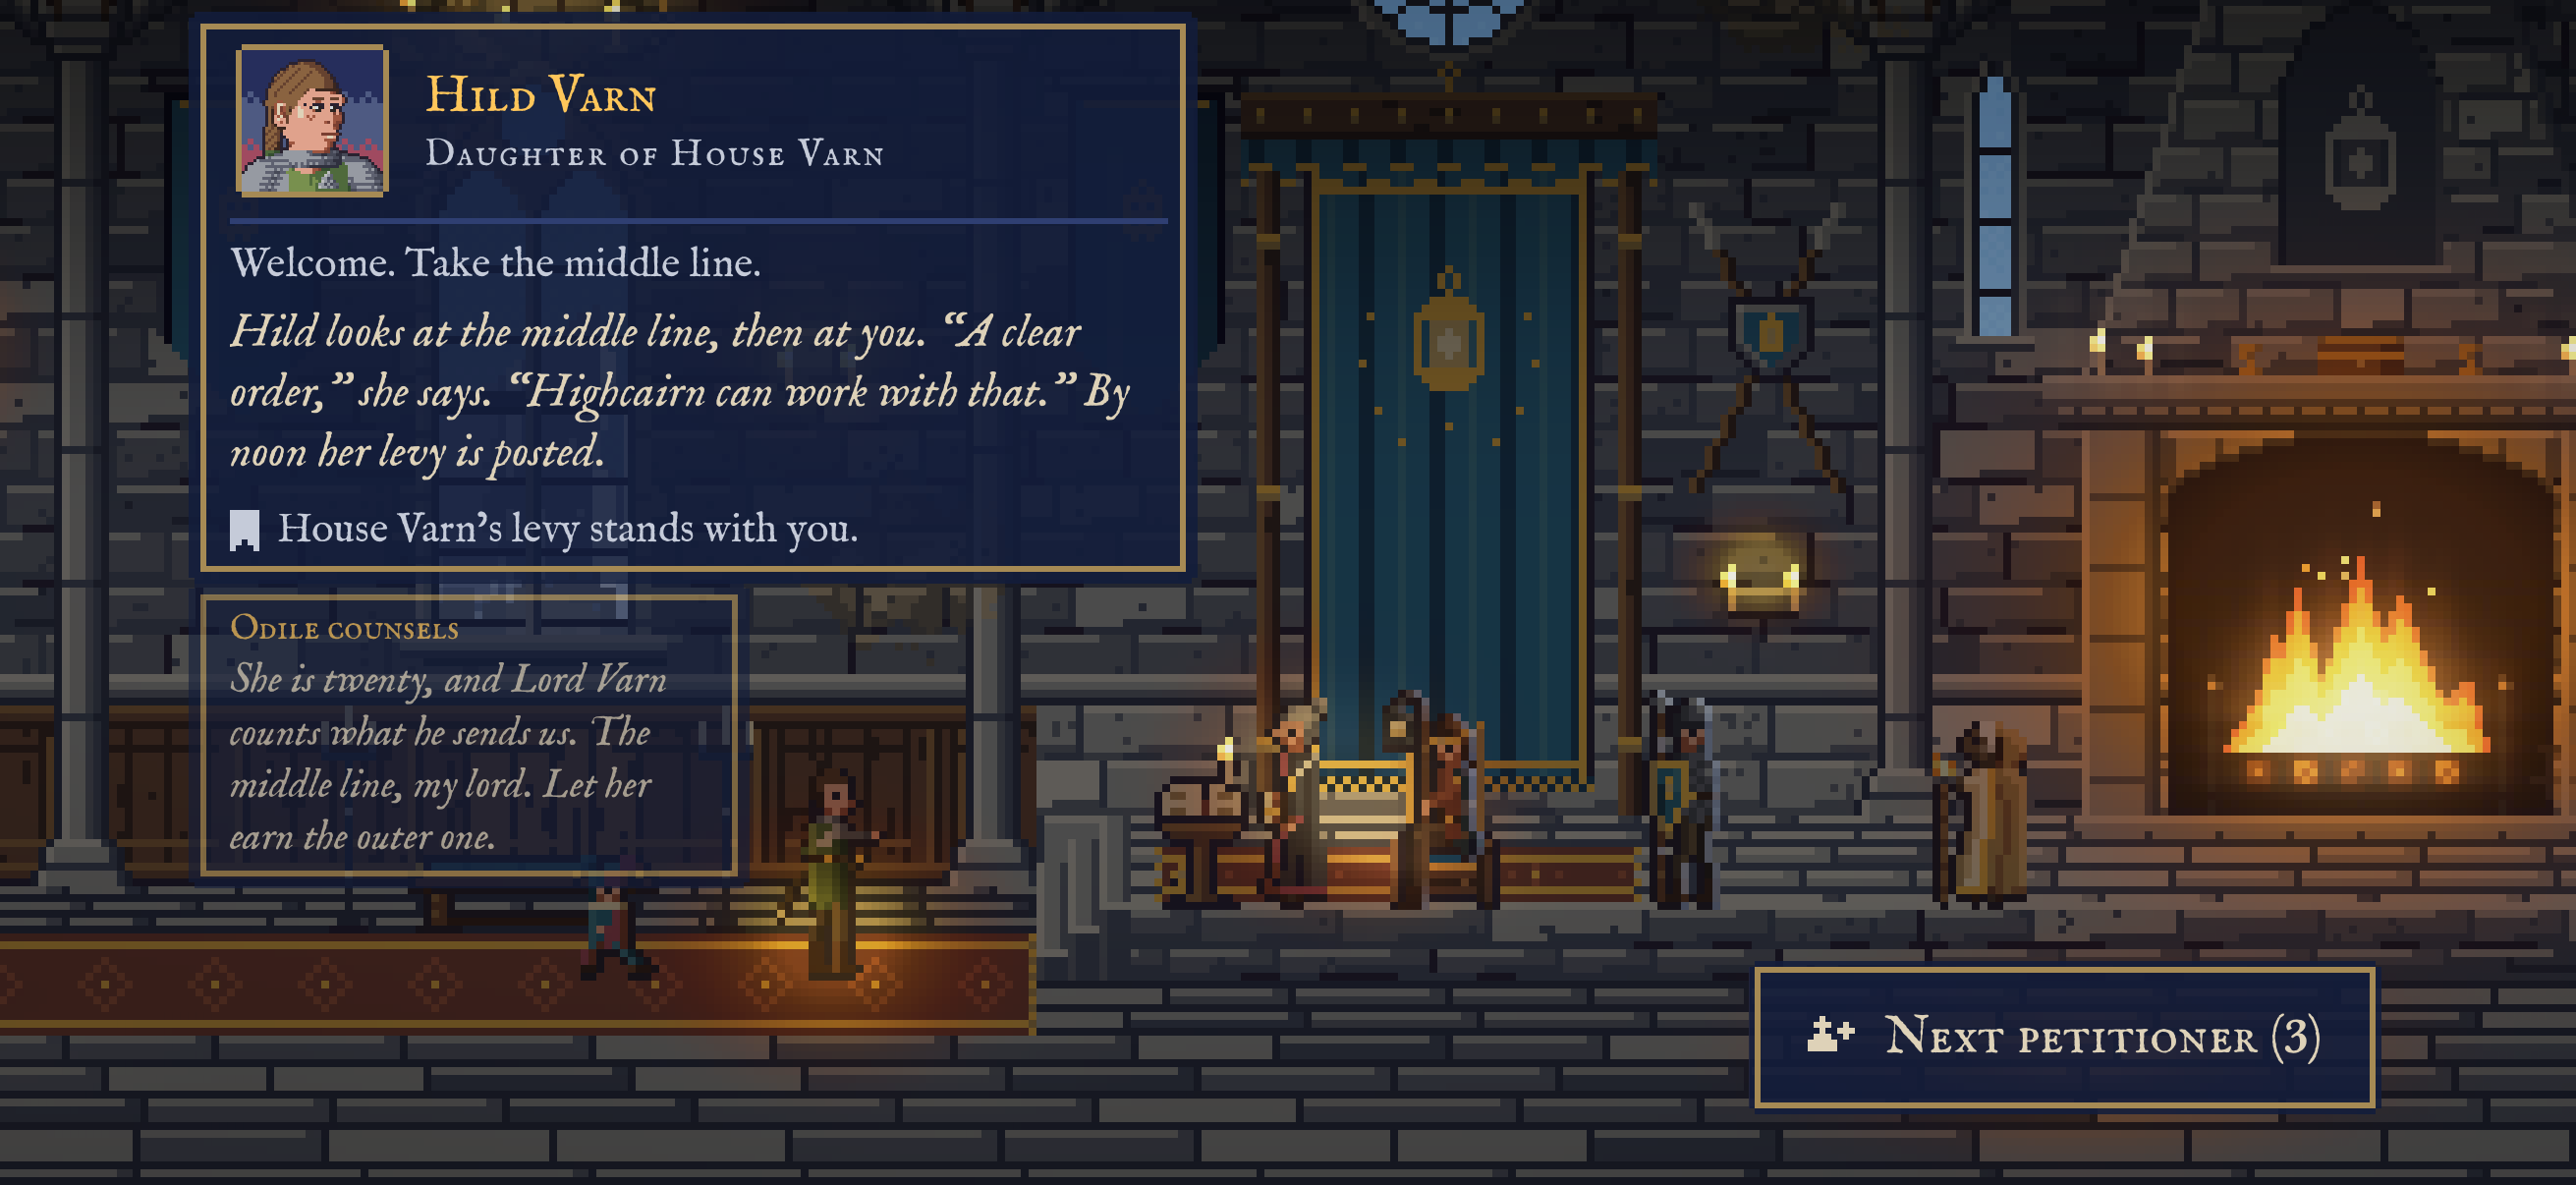 Hild Varn
Daughter of House Varn
Welcome. Take the middle line.
Hild looks at the middle line, then at you. “A clear
order,” she says. “Highcairn can work with that.” By
noon her levy is posted.
House Varn’s levy stands with you.
Odile counsels
She is twenty, and Lord Varn
counts what he sends us. The
middle line, my lord. Let her
earn the outer one.
Next petitioner (3)